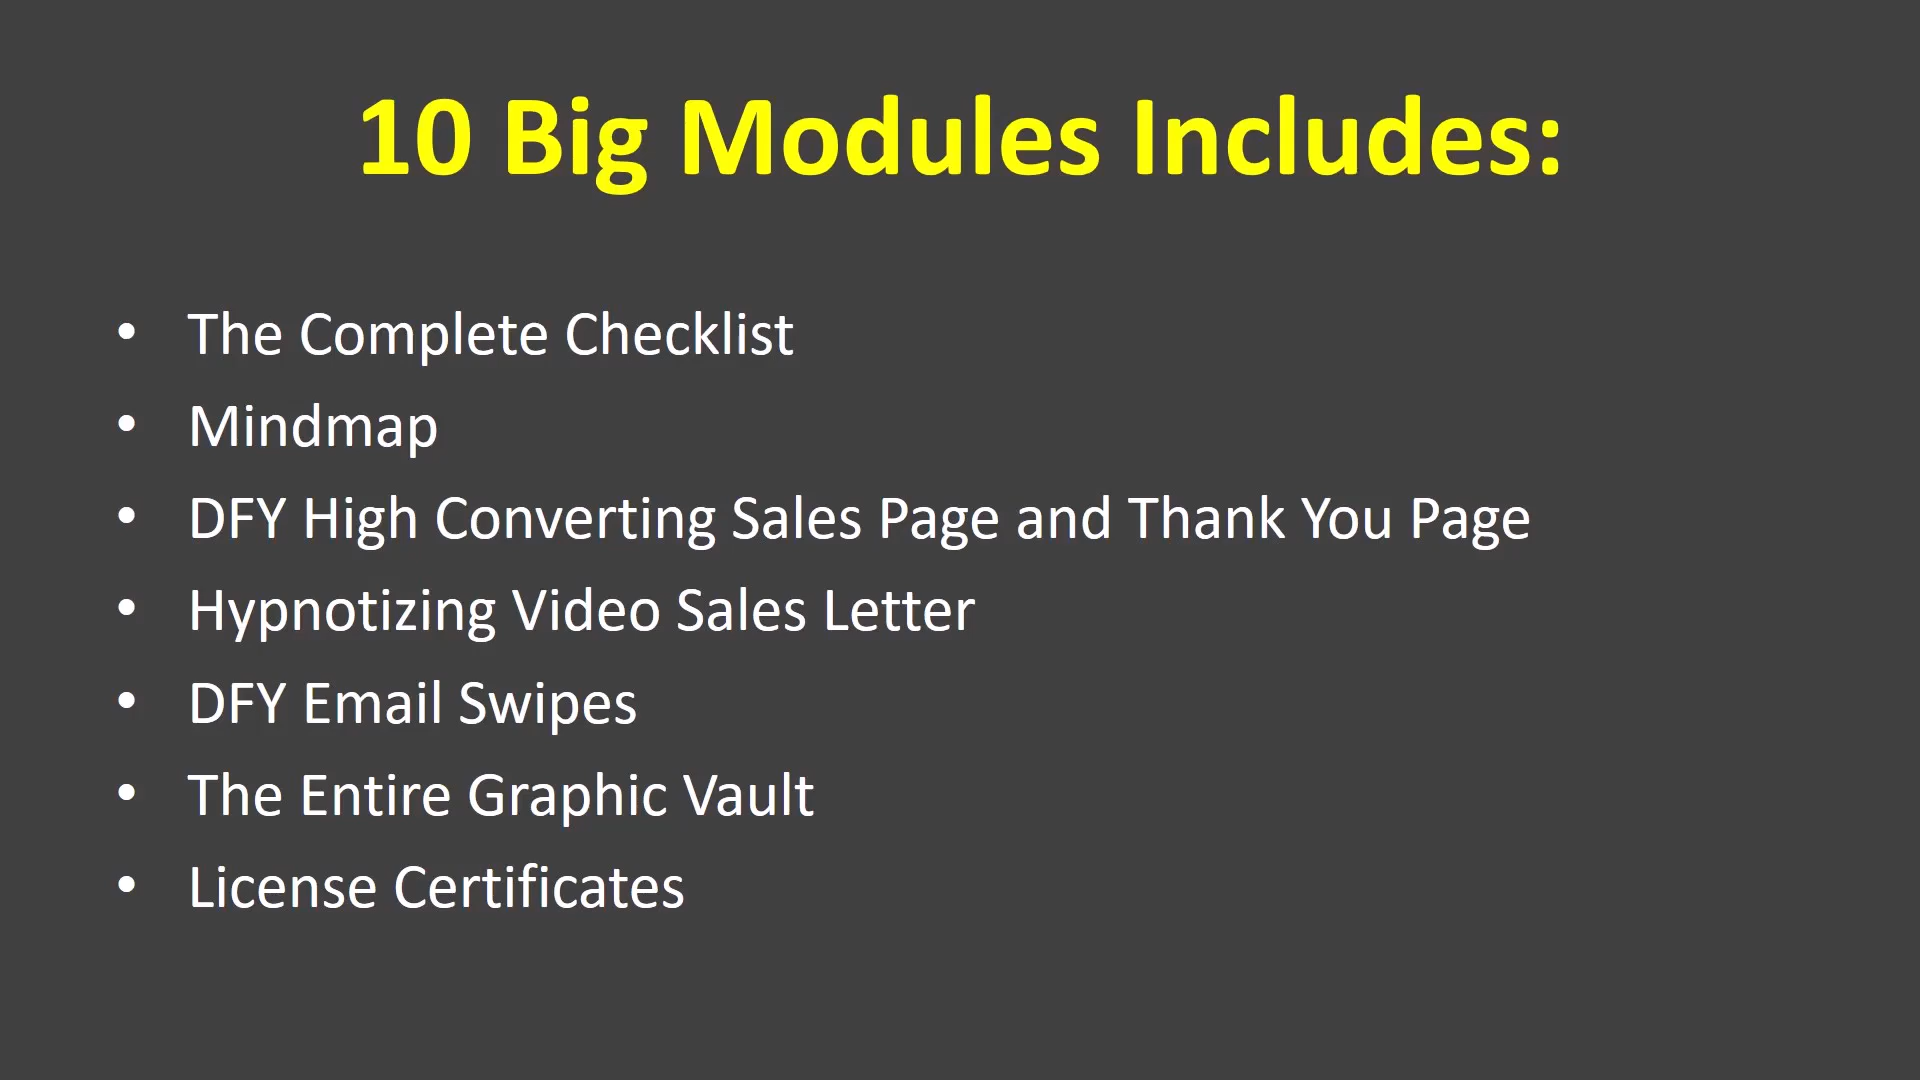 10 Big Modules Includes:
• The Complete Checklist
• Mindmap
• DFY High Converting Sales Page and Thank You Page
• Hypnotizing Video Sales Letter
• DFY Email Swipes
• The Entire Graphic Vault
• License Certificates